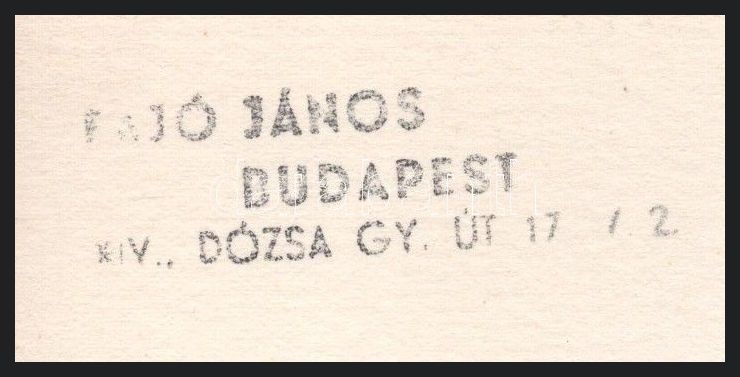 FAJÓ JÁNOS
BUDAPEST
XIV., DÓZSA GY. ÚT 17 / 2.